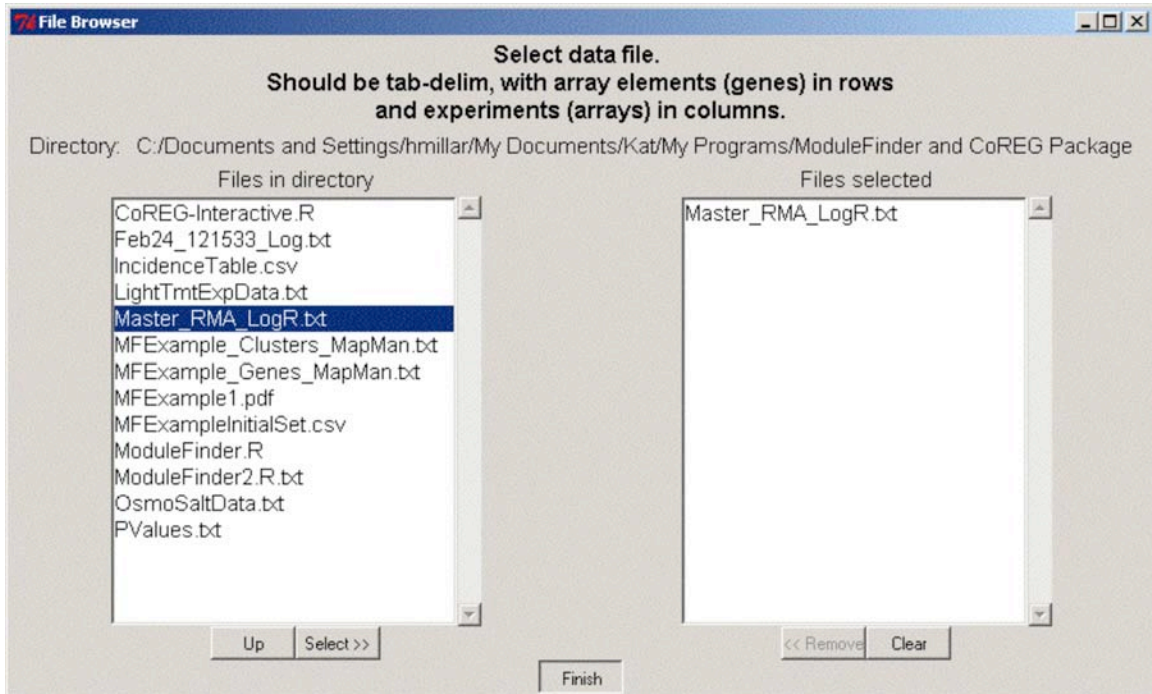 File Browser
Select data file.
Should be tab-delim, with array elements (genes) in rows
and experiments (arrays) in columns.
Directory: C:/Documents and Settings/hmillar/My Documents/Kat/My Programs/ModuleFinder and CoREG Package
Files in directory
CoREG-Interactive.R
Feb24_121533_Log.txt
IncidenceTable.csv
LightTmtExpData.txt
Master_RMA_LogR.txt
MFExample_Clusters_MapMan.txt
MFExample_Genes_MapMan.txt
MFExample1.pdf
MFExampleInitialSet.csv
ModuleFinder.R
ModuleFinder2.R.txt
OsmoSaltData.txt
PValues.txt
Up Select >>
Files selected
Master_RMA_LogR.txt
<< Remove Clear
Finish